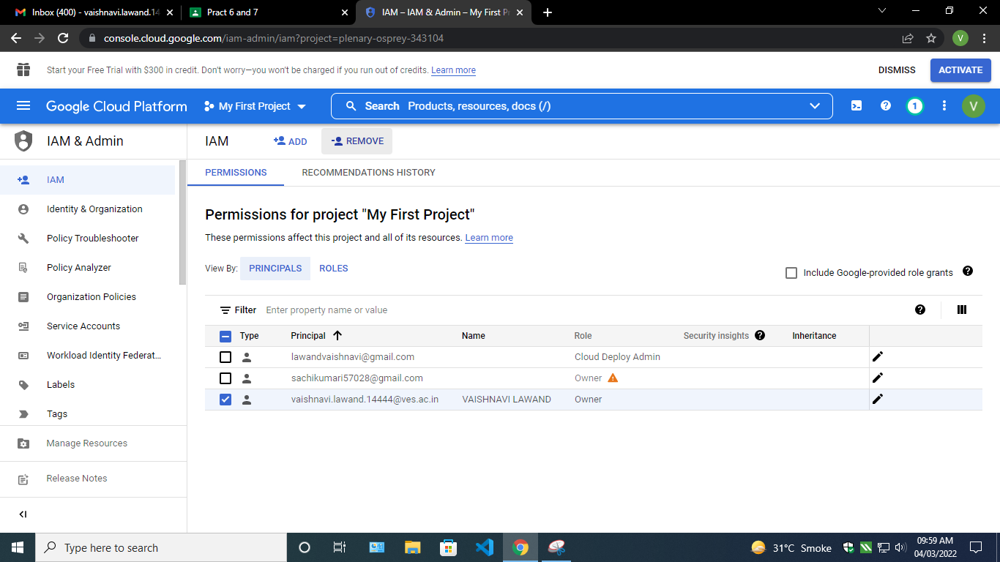 Inbox (400) - vaishnavi.lawand.14
Pract 6 and 7
IAM – IAM & Admin – My First Pr
console.cloud.google.com/iam-admin/iam?project=plenary-osprey-343104
V
Start your Free Trial with $300 in credit. Don't worry—you won't be charged if you run out of credits. Learn more
DISMISS
ACTIVATE
Google Cloud Platform
My First Project
Search Products, resources, docs (/)
1
V
IAM & Admin
IAM
ADD
REMOVE
PERMISSIONS
RECOMMENDATIONS HISTORY
IAM
Identity & Organization
Policy Troubleshooter
Policy Analyzer
Organization Policies
Service Accounts
Workload Identity Federat...
Labels
Tags
Manage Resources
Release Notes
Permissions for project "My First Project"
These permissions affect this project and all of its resources. Learn more
View By: PRINCIPALS ROLES
Include Google-provided role grants
Filter Enter property name or value
Type Principal Name Role Security insights Inheritance
lawandvaishnavi@gmail.com Cloud Deploy Admin
sachikumari57028@gmail.com Owner
vaishnavi.lawand.14444@ves.ac.in VAISHNAVI LAWAND Owner
Type here to search
31°C Smoke
09:59 AM
04/03/2022